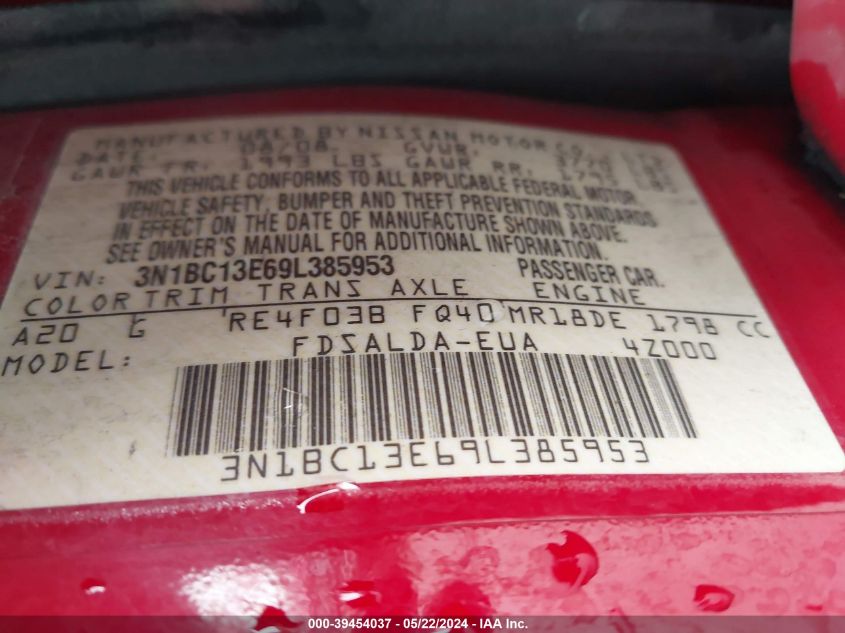 MANUFACTURED BY NISSAN MOTOR CO.
DATE: 08/08 GVWR:
GAWR FR. 1993 LBS GAWR RR.
THIS VEHICLE CONFORMS TO ALL APPLICABLE FEDERAL MOTOR
VEHICLE SAFETY, BUMPER AND THEFT PREVENTION STANDARDS
IN EFFECT ON THE DATE OF MANUFACTURE SHOWN ABOVE.
SEE OWNER'S MANUAL FOR ADDITIONAL INFORMATION.
VIN: 3N1BC13E69L385953 PASSENGER CAR.
COLOR TRIM TRANS AXLE ENGINE
A20 G RE4F03B FQ40 MR18DE 1798 CC
MODEL: FDSALDA-EUA 4Z000
3N1BC13E69L385953
000-39454037 - 05/22/2024 - IAA Inc.